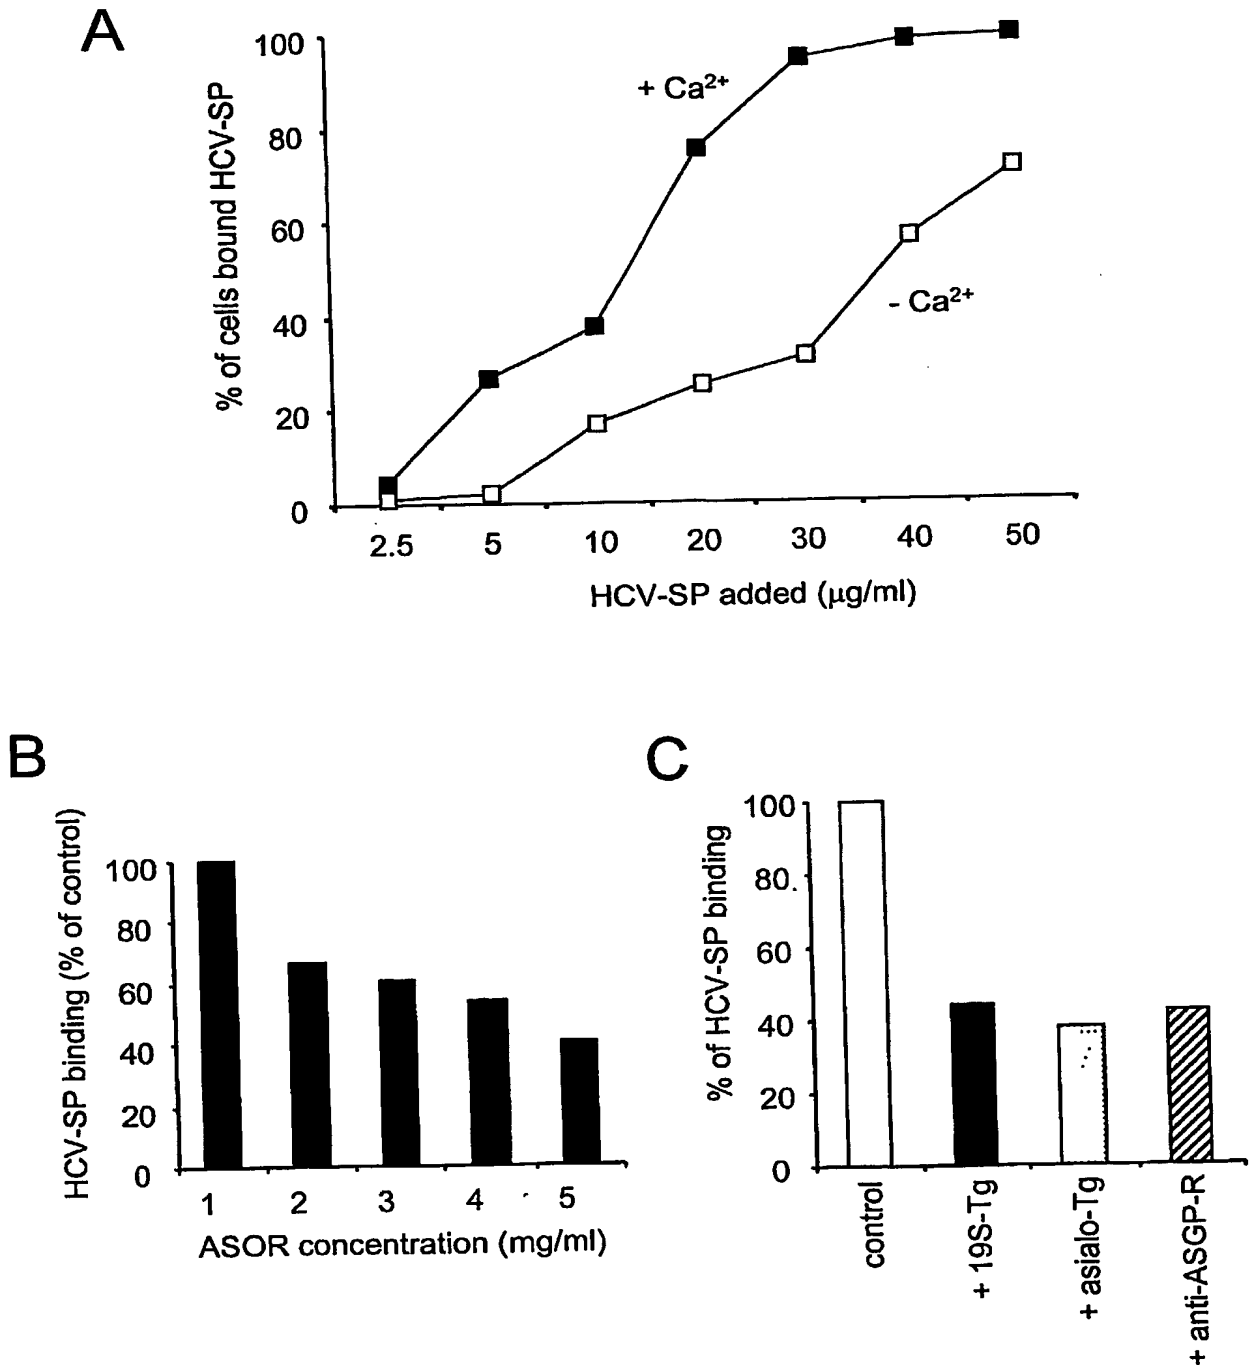 A
% of cells bound HCV-SP
100
80
60
40
20
0
+ Ca²⁺
- Ca²⁺
2.5 5 10 20 30 40 50
HCV-SP added (μg/ml)
B
HCV-SP binding (% of control)
100
80
60
40
20
0
1 2 3 4 5
ASOR concentration (mg/ml)
C
% of HCV-SP binding
100
80
60
40
20
0
control
+ 19S-Tg
+ asialo-Tg
+ anti-ASGP-R